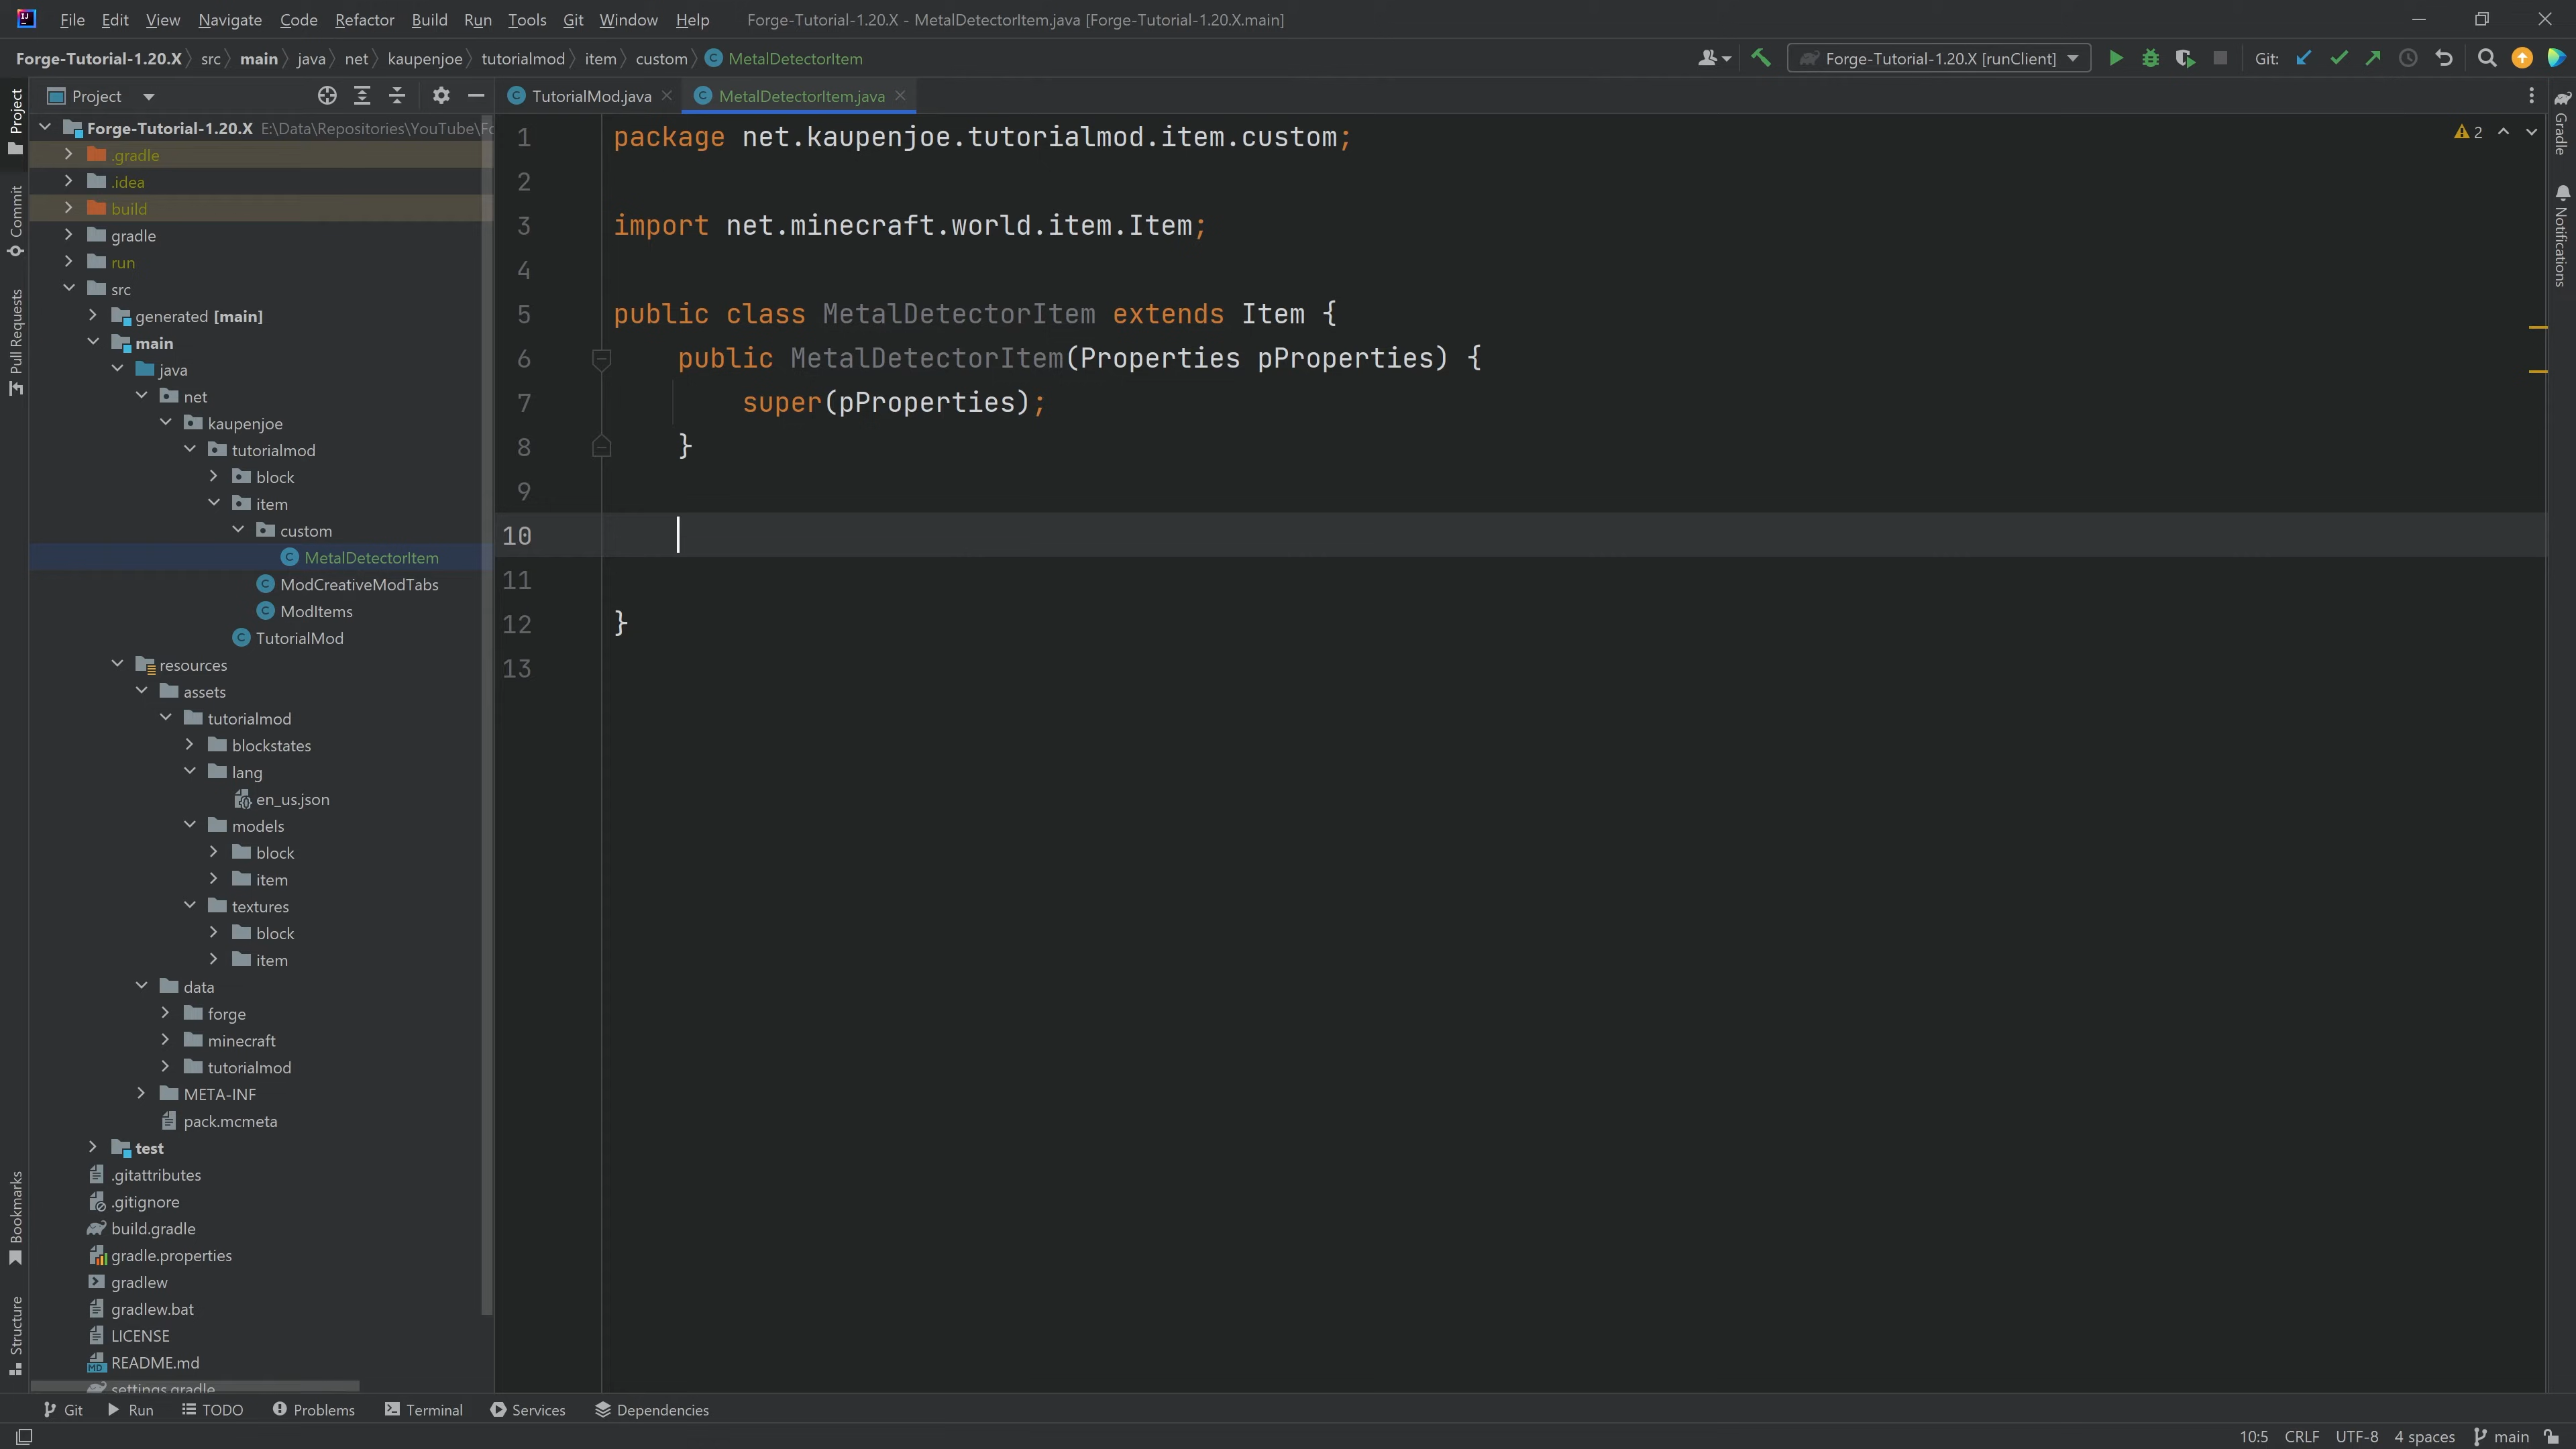 File Edit View Navigate Code Refactor Build Run Tools Git Window Help Forge-Tutorial-1.20.X - MetalDetectorItem.java [Forge-Tutorial-1.20.X.main]
Forge-Tutorial-1.20.X src main java net kaupenjoe tutorialmod item custom MetalDetectorItem Forge-Tutorial-1.20.X [runClient] Git:
Project TutorialMod.java MetalDetectorItem.java
Project
Commit
Pull Requests
Bookmarks
Structure
Forge-Tutorial-1.20.X E:\Data\Repositories\YouTube\Fo
.gradle
.idea
build
gradle
run
src
generated [main]
main
java
net
kaupenjoe
tutorialmod
block
item
custom
MetalDetectorItem
ModCreativeModTabs
ModItems
TutorialMod
resources
assets
tutorialmod
blockstates
lang
en_us.json
models
block
item
textures
block
item
data
forge
minecraft
tutorialmod
META-INF
pack.mcmeta
test
.gitattributes
.gitignore
build.gradle
gradle.properties
gradlew
gradlew.bat
LICENSE
README.md
settings.gradle
1 package net.kaupenjoe.tutorialmod.item.custom;
2
3 import net.minecraft.world.item.Item;
4
5 public class MetalDetectorItem extends Item {
6 public MetalDetectorItem(Properties pProperties) {
7 super(pProperties);
8 }
9
10
11
12 }
13
2
Gradle
Notifications
Git Run TODO Problems Terminal Services Dependencies
10:5 CRLF UTF-8 4 spaces main